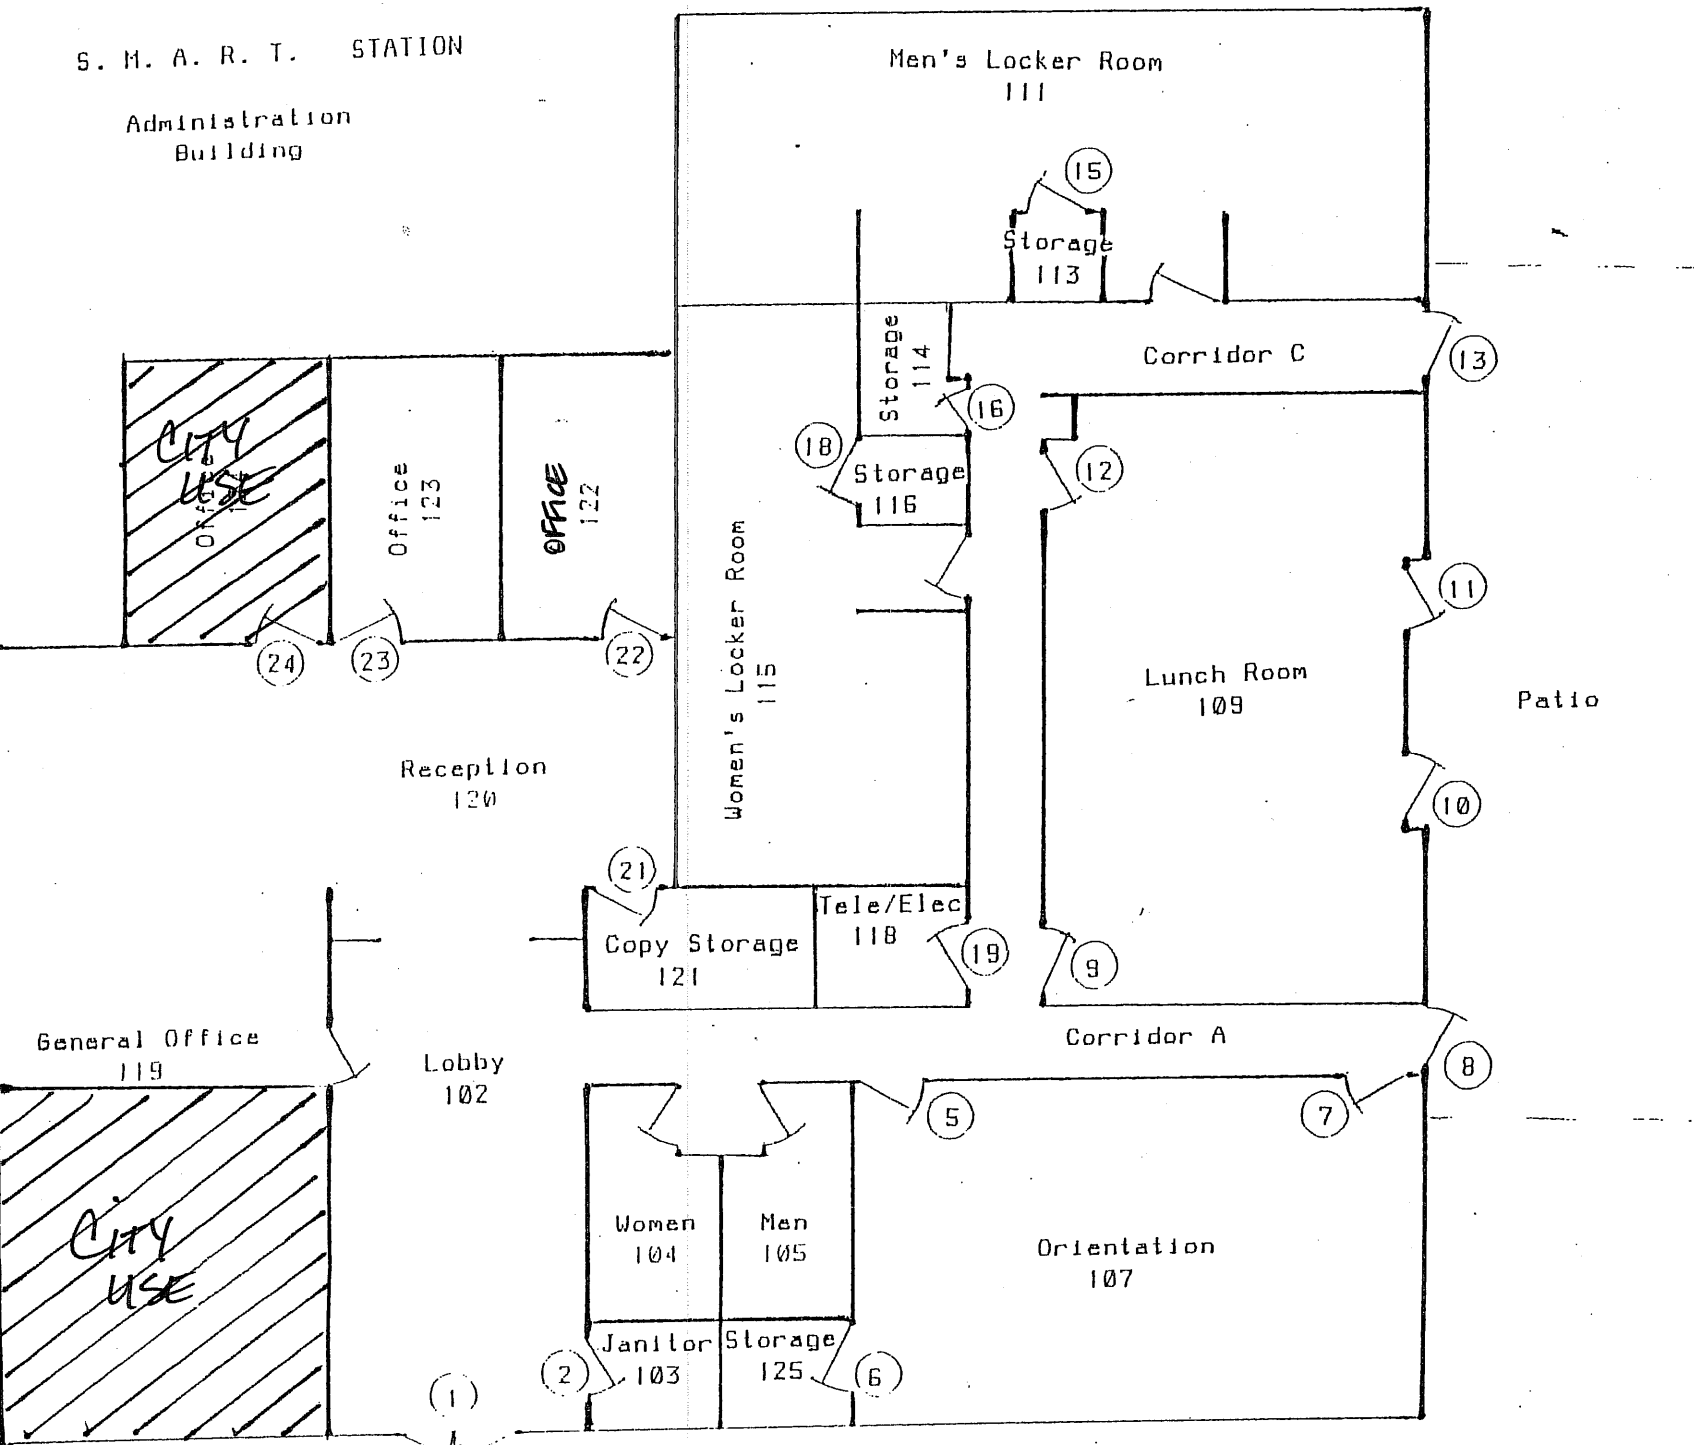 S. M. A. R. T. STATION
Administration
Building
Men's Locker Room
111
15
Storage
113
Corridor C
13
Storage
114
16
18
12
Storage
116
CITY
USE
Office
123
OFFICE
122
11
24
23
22
Women's Locker Room
115
Lunch Room
109
Patio
Reception
120
10
21
Tele/Elec
118
Copy Storage
121
19
9
General Office
119
Lobby
102
Corridor A
8
5
7
CITY
USE
Women
104
Men
105
Orientation
107
Janitor
103
Storage
125
2
6
1